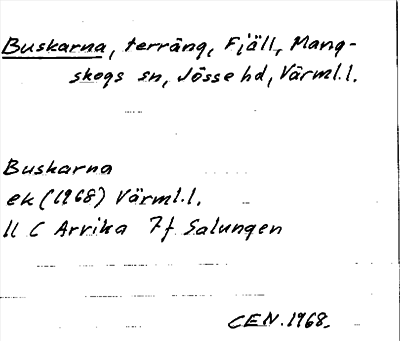 Buskarna, terräng, Fjäll, Mang-
skogs sn, Jösse hd, Värml.l.
Buskarna
ek (1968) Värml.l.
11 C Arvika 7f Salungen
CEN. 1968.